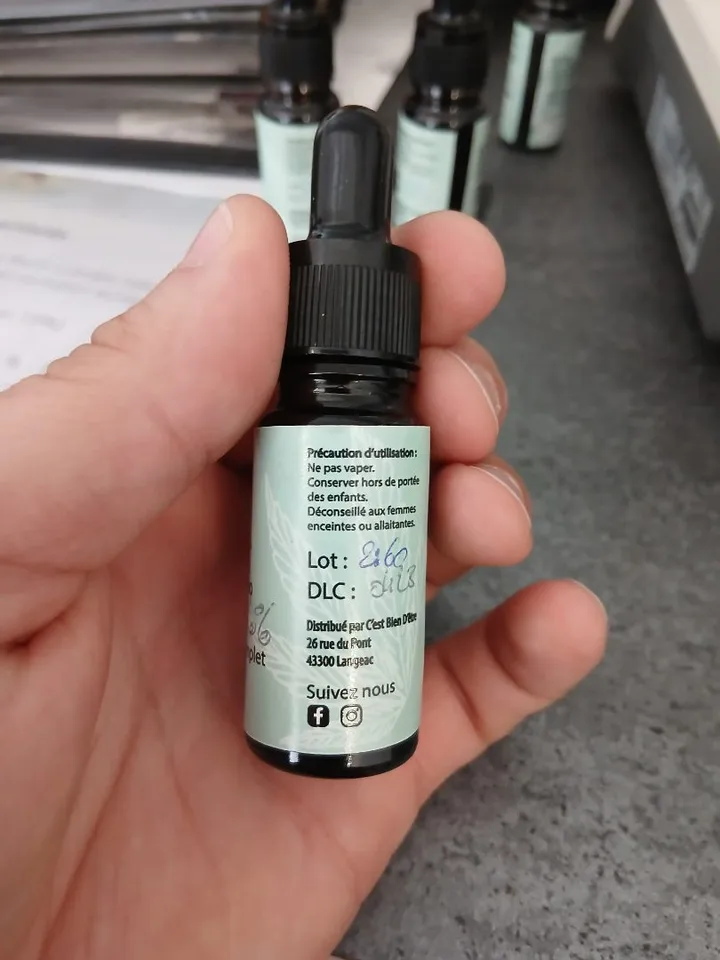 Précaution d'utilisation :
Ne pas vaper.
Conserver hors de portée
des enfants.
Déconseillé aux femmes
enceintes ou allaitantes.
Lot :
DLC :
Distribué par C'est Bien D'être
26 rue du Pont
43300 Langeac
Suivez nous